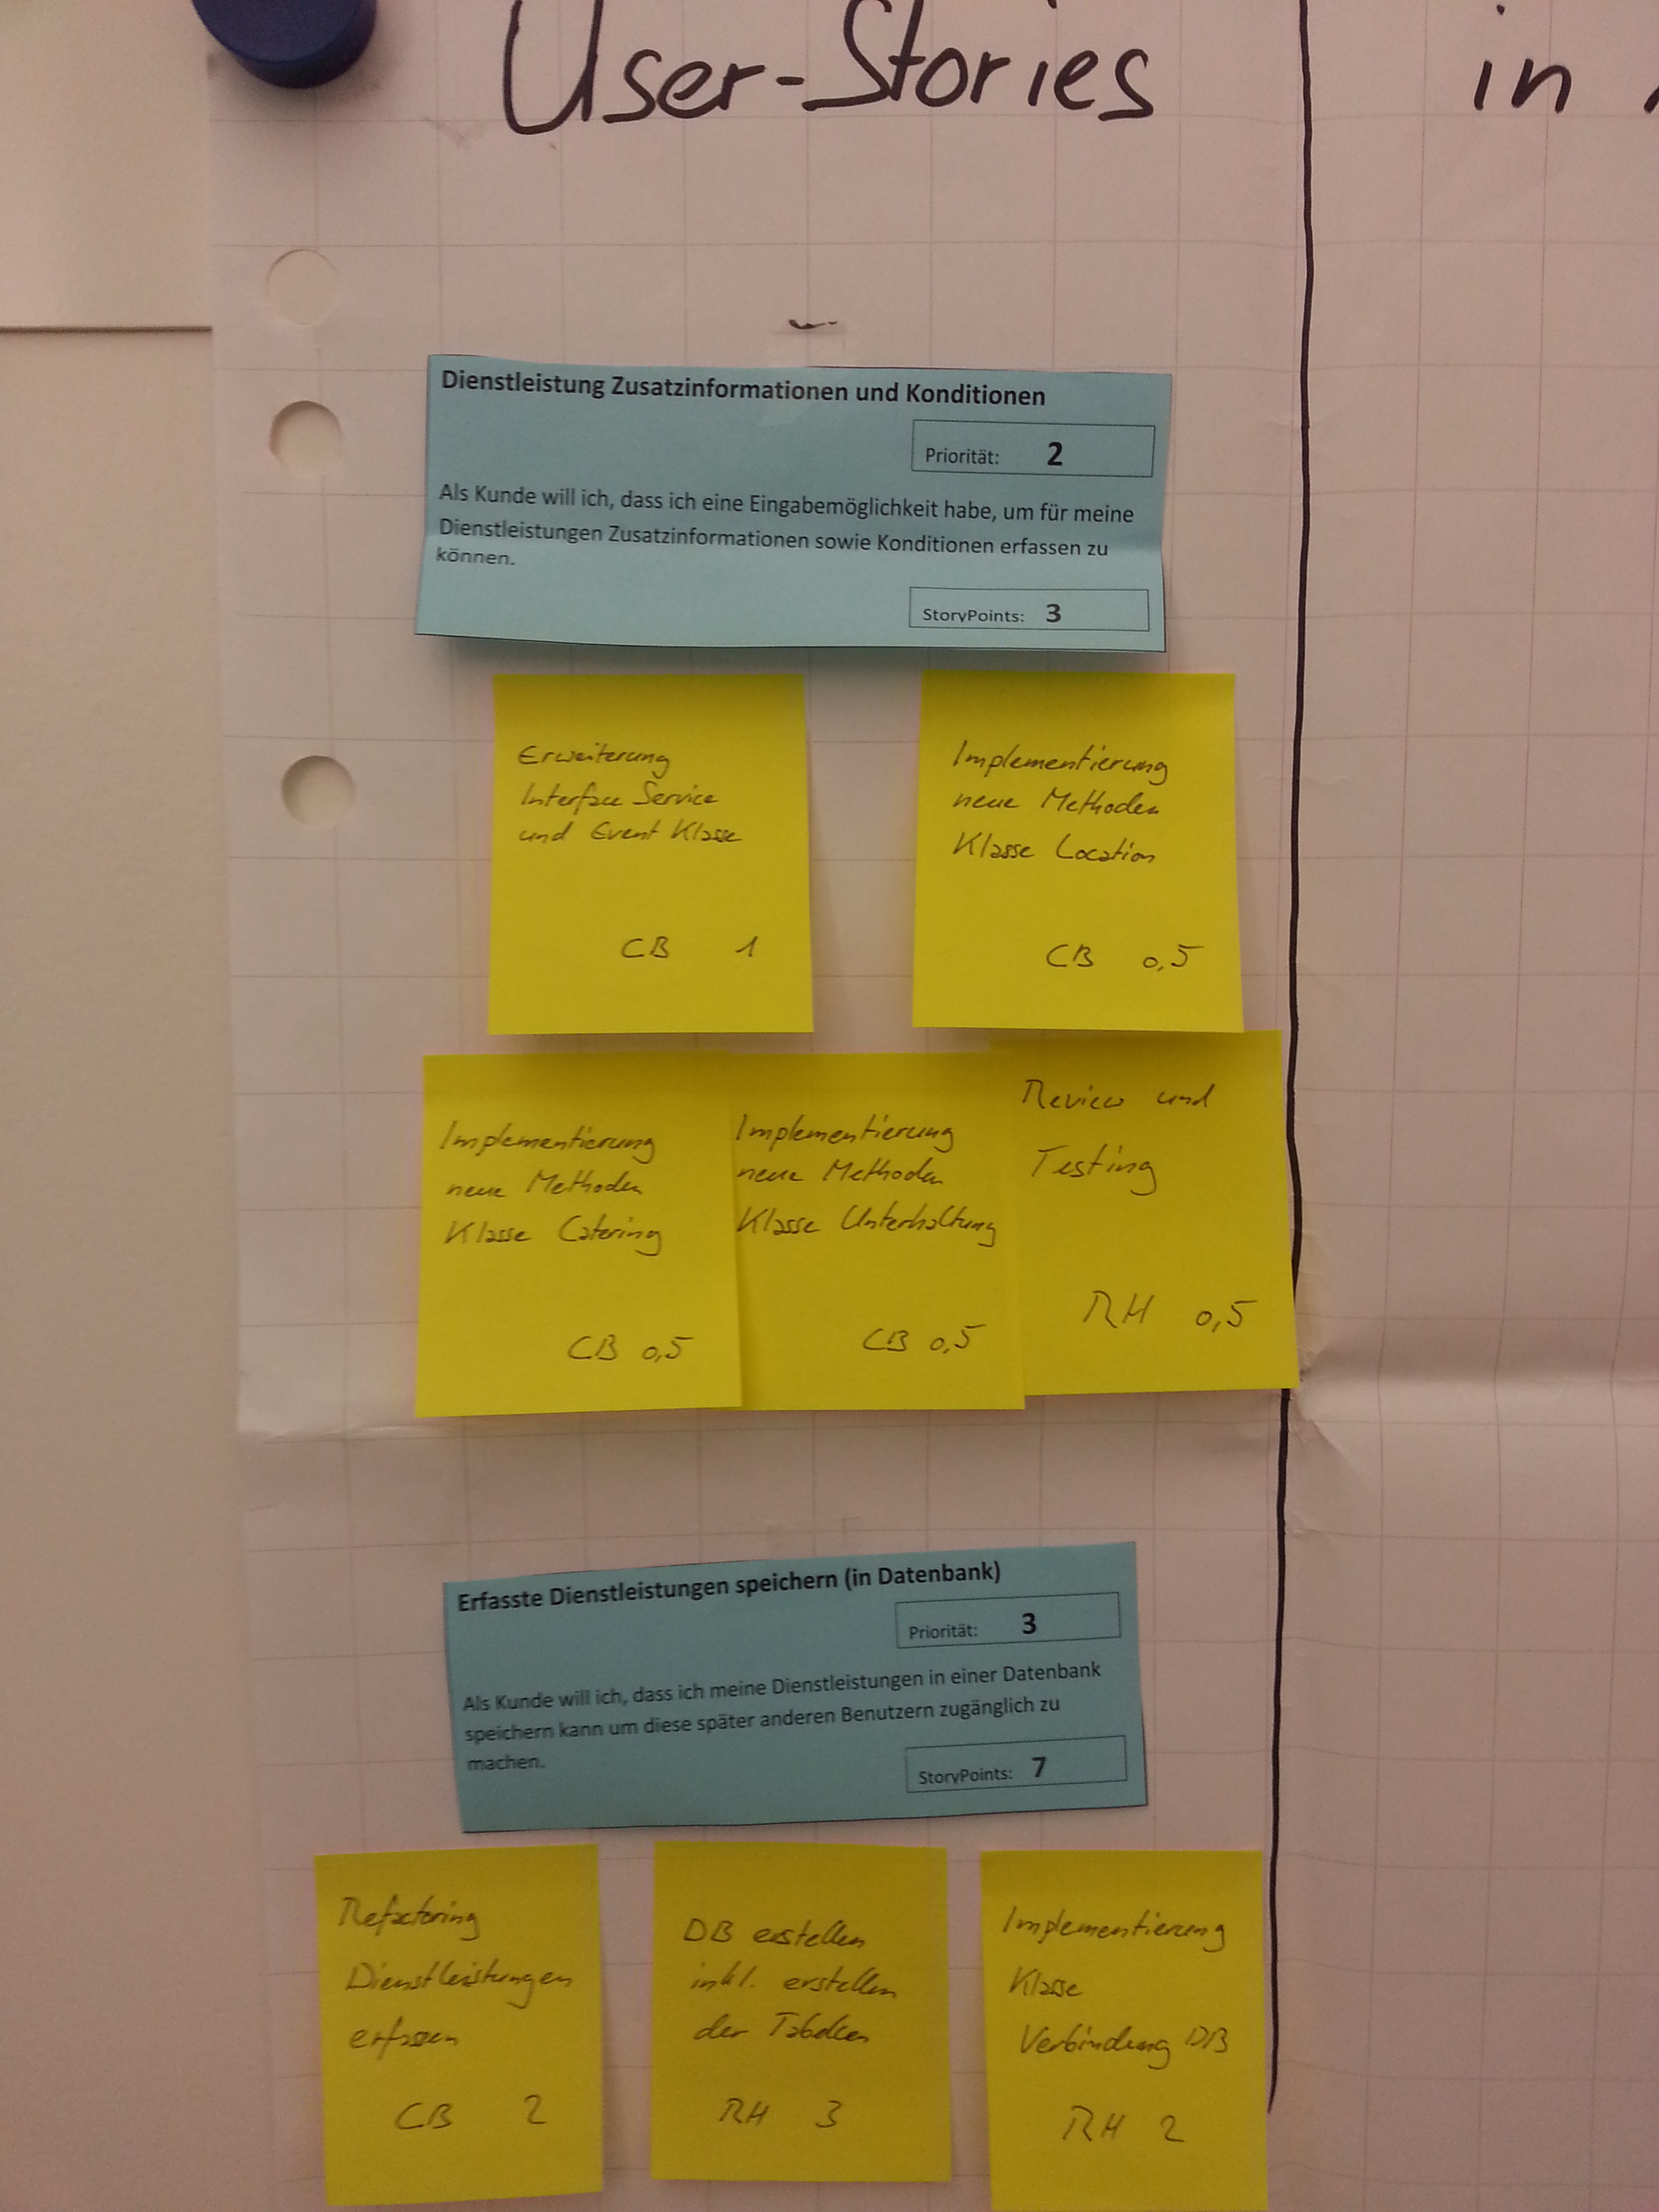 User-Stories
in
Dienstleistung Zusatzinformationen und Konditionen
Priorität: 2
Als Kunde will ich, dass ich eine Eingabemöglichkeit habe, um für meine
Dienstleistungen Zusatzinformationen sowie Konditionen erfassen zu
können.
StoryPoints: 3
Erweiterung
Interface Service
und Event Klasse
CB 1
Implementierung
neue Methoden
Klasse Location
CB 0,5
Implementierung
neue Methoden
Klasse Catering
CB 0,5
Implementierung
neue Methoden
Klasse Unterhaltung
CB 0,5
Review und
Testing
RH 0,5
Erfasste Dienstleistungen speichern (in Datenbank)
Priorität: 3
Als Kunde will ich, dass ich meine Dienstleistungen in einer Datenbank
speichern kann um diese später anderen Benutzern zugänglich zu
machen.
StoryPoints: 7
Refactoring
Dienstleistungen
erfassen
CB 2
DB erstellen
inkl. erstellen
der Tabellen
RH 3
Implementierung
Klasse
Verbindung DB
RH 2